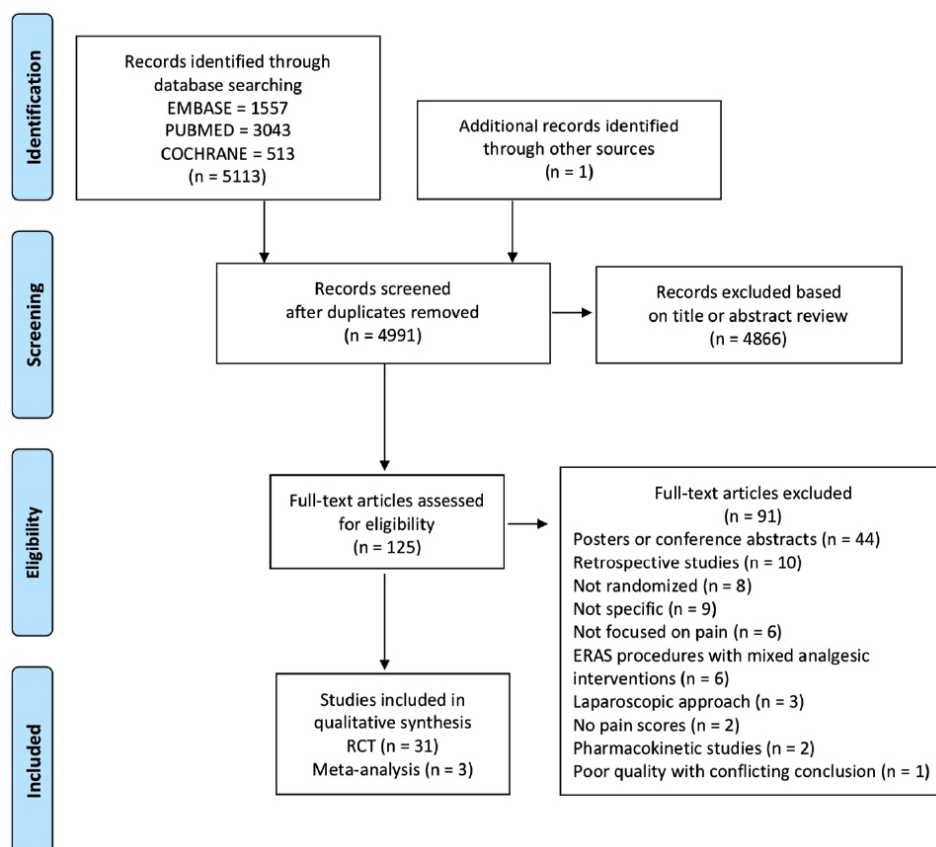 Identification
Records identified through
database searching
EMBASE = 1557
PUBMED = 3043
COCHRANE = 513
(n = 5113)
Additional records identified
through other sources
(n = 1)
Screening
Records screened
after duplicates removed
(n = 4991)
Records excluded based
on title or abstract review
(n = 4866)
Eligibility
Full-text articles assessed
for eligibility
(n = 125)
Full-text articles excluded
(n = 91)
Posters or conference abstracts (n = 44)
Retrospective studies (n = 10)
Not randomized (n = 8)
Not specific (n = 9)
Not focused on pain (n = 6)
ERAS procedures with mixed analgesic
interventions (n = 6)
Laparoscopic approach (n = 3)
No pain scores (n = 2)
Pharmacokinetic studies (n = 2)
Poor quality with conflicting conclusion (n = 1)
Included
Studies included in
qualitative synthesis
RCT (n = 31)
Meta-analysis (n = 3)